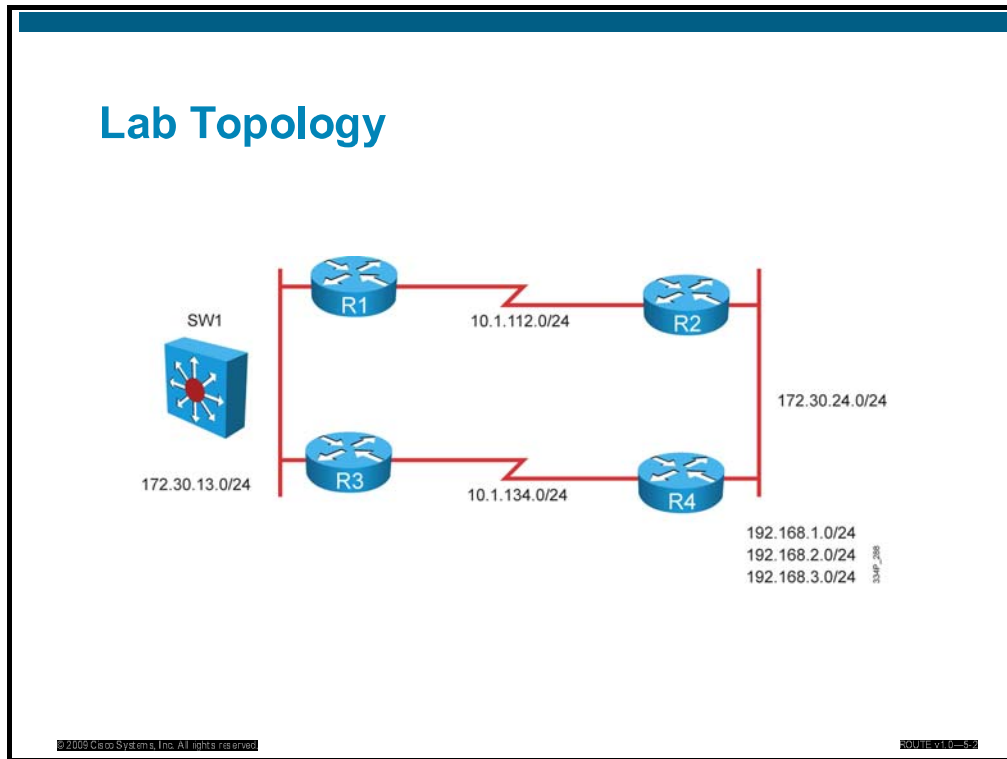 Lab Topology
R1
SW1
10.1.112.0/24
R2
172.30.24.0/24
R3
172.30.13.0/24
10.1.134.0/24
R4
192.168.1.0/24
192.168.2.0/24
192.168.3.0/24
334P_288
© 2009 Cisco Systems, Inc. All rights reserved.
ROUTE v1.0—5-2